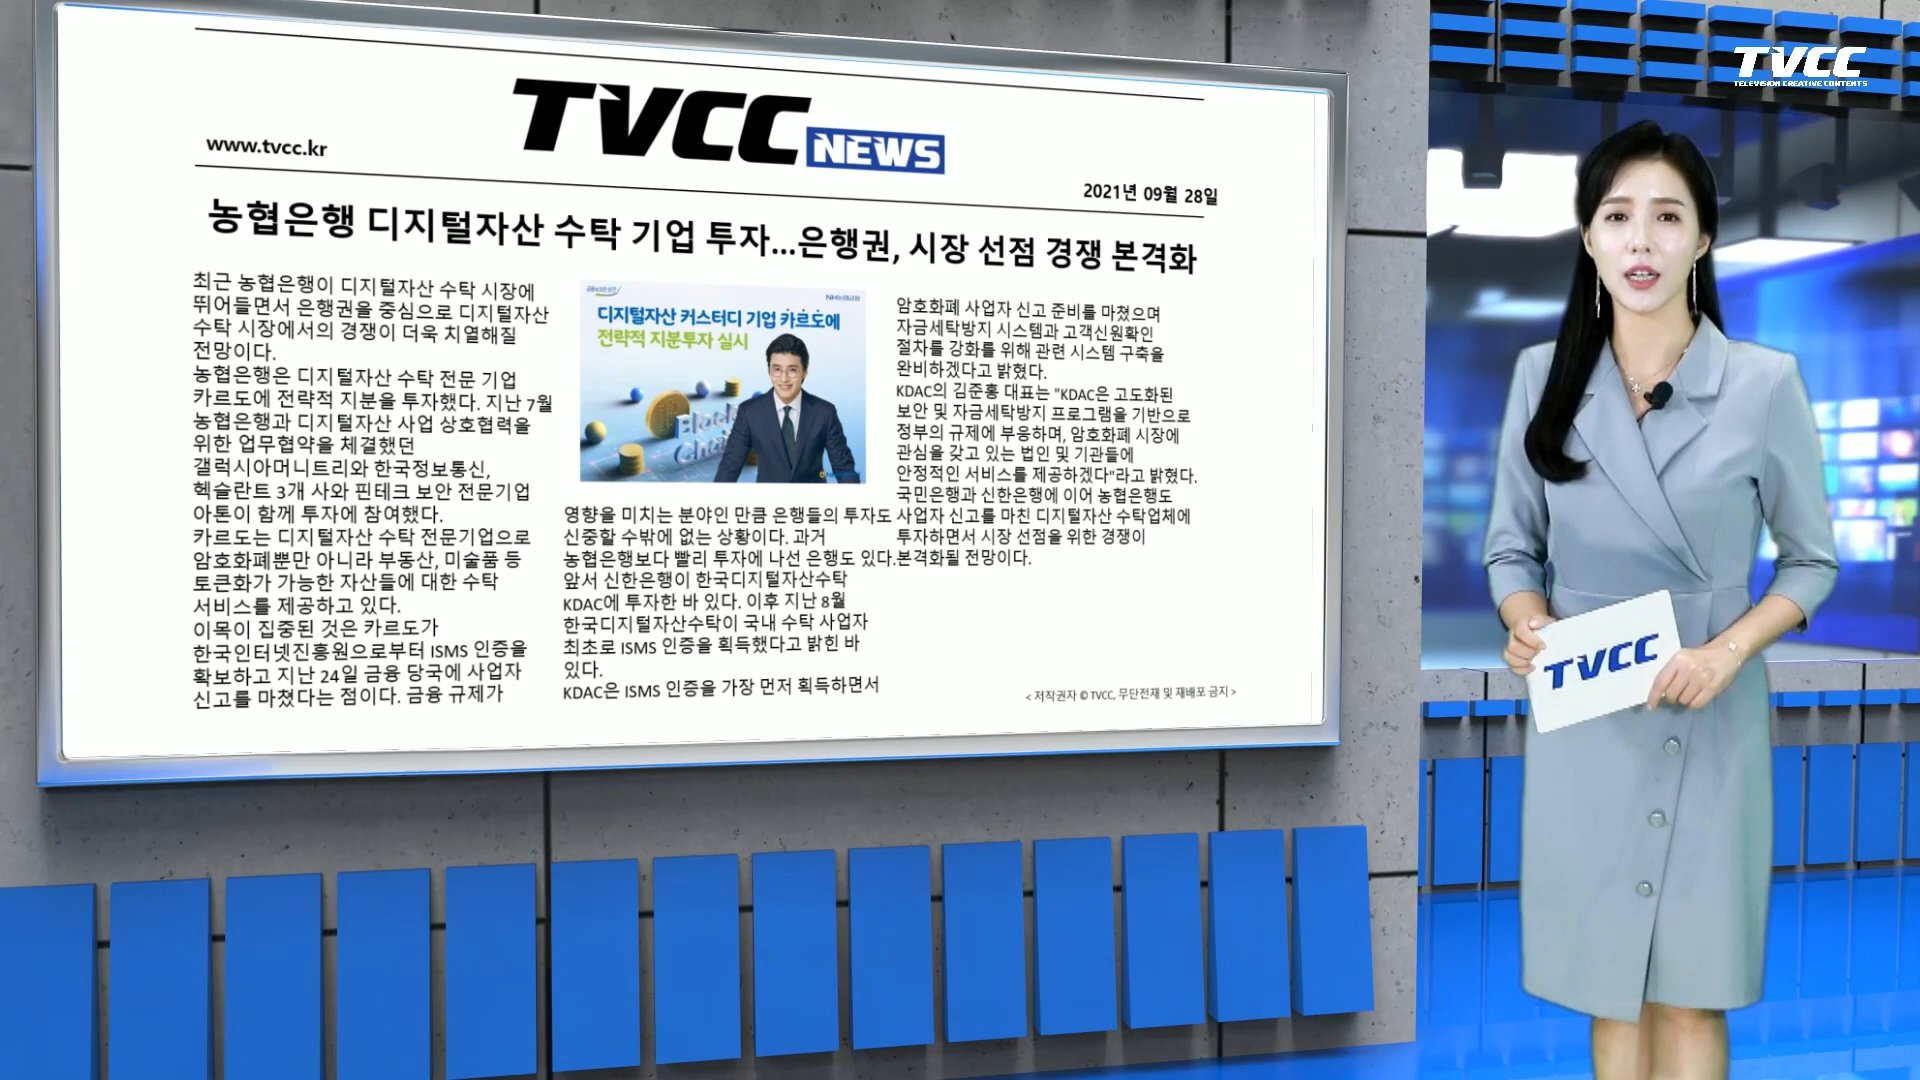 TVCC NEWS
www.tvcc.kr
2021년 09월 28일
농협은행 디지털자산 수탁 기업 투자...은행권, 시장 선점 경쟁 본격화
최근 농협은행이 디지털자산 수탁 시장에
뛰어들면서 은행권을 중심으로 디지털자산
수탁 시장에서의 경쟁이 더욱 치열해질
전망이다.
농협은행은 디지털자산 수탁 전문 기업
카르도에 전략적 지분을 투자했다. 지난 7월
농협은행과 디지털자산 사업 상호협력을
위한 업무협약을 체결했던
갤럭시아머니트리와 한국정보통신,
헥슬란트 3개 사와 핀테크 보안 전문기업
아톤이 함께 투자에 참여했다.
카르도는 디지털자산 수탁 전문기업으로
암호화폐뿐만 아니라 부동산, 미술품 등
토큰화가 가능한 자산들에 대한 수탁
서비스를 제공하고 있다.
이목이 집중된 것은 카르도가
한국인터넷진흥원으로부터 ISMS 인증을
확보하고 지난 24일 금융 당국에 사업자
신고를 마쳤다는 점이다. 금융 규제가
NH농협은행
디지털자산 커스터디 기업 카르도에
전략적 지분투자 실시
영향을 미치는 분야인 만큼 은행들의 투자도
신중할 수밖에 없는 상황이다. 과거
농협은행보다 빨리 투자에 나선 은행도 있다.
앞서 신한은행이 한국디지털자산수탁
KDAC에 투자한 바 있다. 이후 지난 8월
한국디지털자산수탁이 국내 수탁 사업자
최초로 ISMS 인증을 획득했다고 밝힌 바
있다.
KDAC은 ISMS 인증을 가장 먼저 획득하면서
암호화폐 사업자 신고 준비를 마쳤으며
자금세탁방지 시스템과 고객신원확인
절차를 강화를 위해 관련 시스템 구축을
완비하겠다고 밝혔다.
KDAC의 김준홍 대표는 "KDAC은 고도화된
보안 및 자금세탁방지 프로그램을 기반으로
정부의 규제에 부응하며, 암호화폐 시장에
관심을 갖고 있는 법인 및 기관들에
안정적인 서비스를 제공하겠다"라고 밝혔다.
국민은행과 신한은행에 이어 농협은행도
사업자 신고를 마친 디지털자산 수탁업체에
투자하면서 시장 선점을 위한 경쟁이
본격화될 전망이다.
< 저작권자 © TVCC, 무단전재 및 재배포 금지 >
TVCC
TELEVISION CREATIVE CONTENTS
TVCC